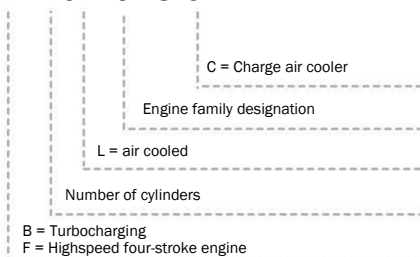 C = Charge air cooler
Engine family designation
L = air cooled
Number of cylinders
B = Turbocharging
F = Highspeed four-stroke engine